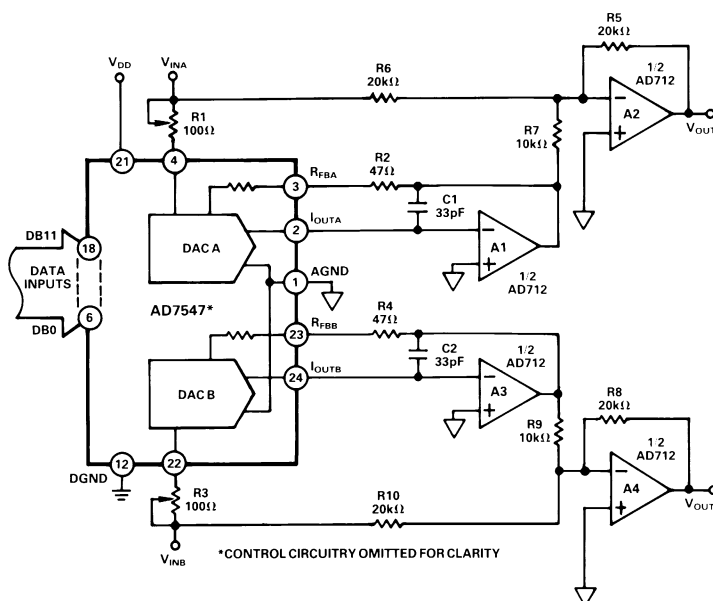 R5
20kΩ
VDD
VINA
R6
20kΩ
1/2
AD712
R1
100Ω
A2
VOUT
R7
10kΩ
21
4
RFBA
R2
47Ω
3
C1
33pF
DB11
18
DATA
INPUTS
DAC A
IOUTA
2
A1
1/2
AD712
1
AGND
6
DB0
AD7547*
RFBB
R4
47Ω
23
C2
33pF
1/2
AD712
IOUTB
24
A3
R8
20kΩ
DAC B
R9
10kΩ
1/2
AD712
DGND
12
22
A4
VOUT
R3
100Ω
R10
20kΩ
VINB
*CONTROL CIRCUITRY OMITTED FOR CLARITY